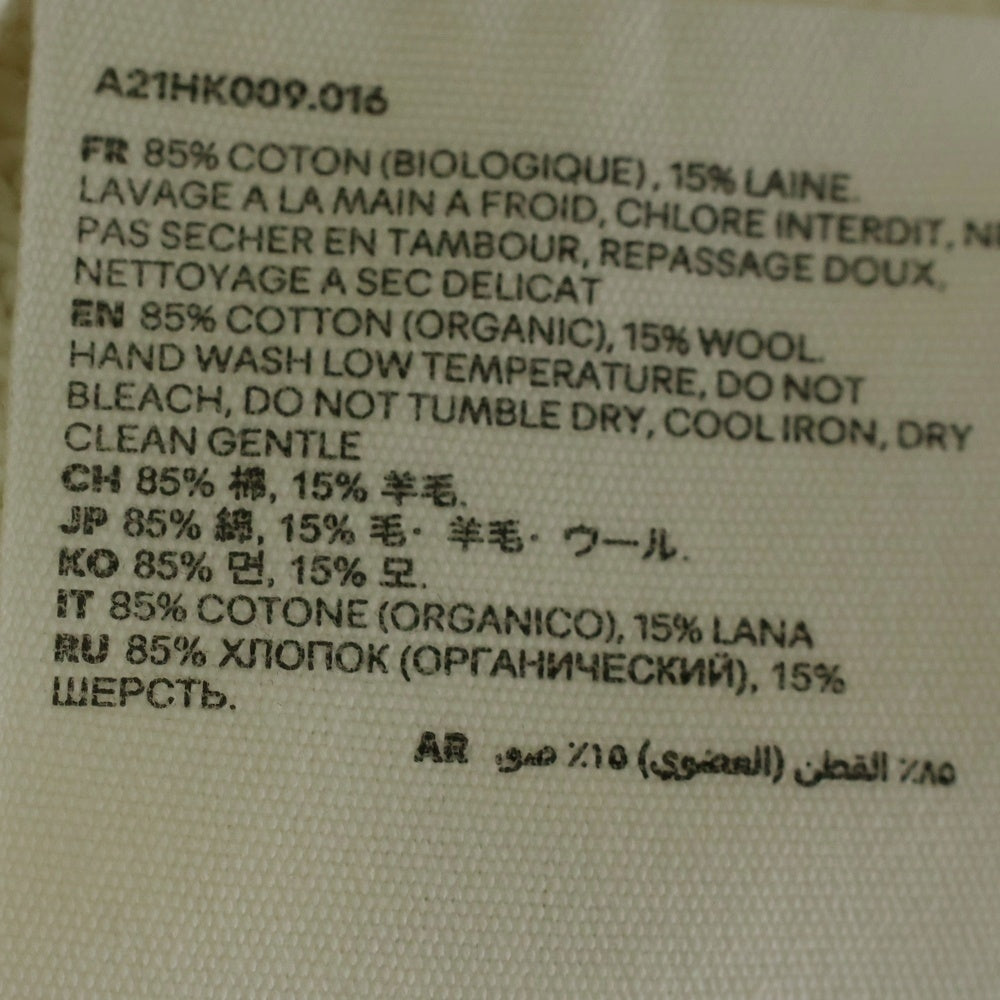 A21HK009.016
FR 85% COTON (BIOLOGIQUE), 15% LAINE.
LAVAGE A LA MAIN A FROID, CHLORE INTERDIT, NE
PAS SECHER EN TAMBOUR, REPASSAGE DOUX,
NETTOYAGE A SEC DELICAT
EN 85% COTTON (ORGANIC), 15% WOOL.
HAND WASH LOW TEMPERATURE, DO NOT
BLEACH, DO NOT TUMBLE DRY, COOL IRON, DRY
CLEAN GENTLE
CH 85% 棉, 15% 羊毛.
JP 85% 綿, 15% 毛· 羊毛· ウール.
KO 85% 면, 15% 모.
IT 85% COTONE (ORGANICO), 15% LANA
RU 85% ХЛОПОК (ОРГАНИЧЕСКИЙ), 15%
ШЕРСТЬ.
AR ٨٥٪ القطن (العضوي) ١٥٪